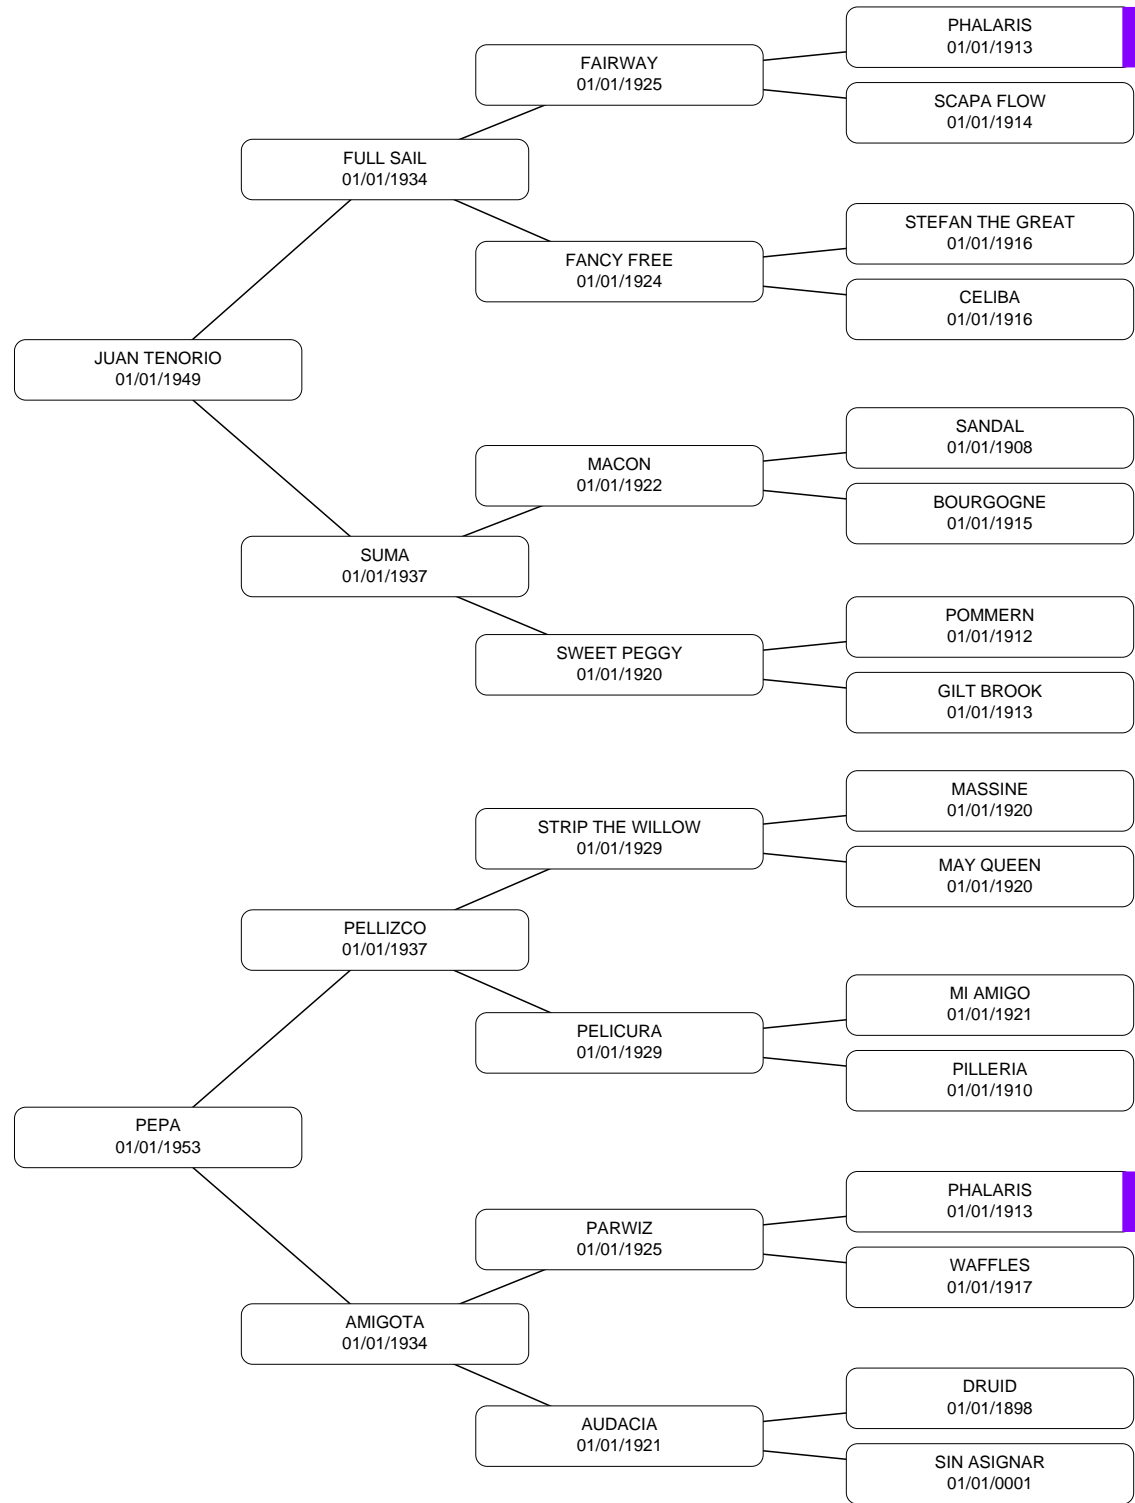 PHALARIS
01/01/1913
FAIRWAY
01/01/1925
SCAPA FLOW
01/01/1914
FULL SAIL
01/01/1934
STEFAN THE GREAT
01/01/1916
FANCY FREE
01/01/1924
CELIBA
01/01/1916
JUAN TENORIO
01/01/1949
SANDAL
01/01/1908
MACON
01/01/1922
BOURGOGNE
01/01/1915
SUMA
01/01/1937
POMMERN
01/01/1912
SWEET PEGGY
01/01/1920
GILT BROOK
01/01/1913
MASSINE
01/01/1920
STRIP THE WILLOW
01/01/1929
MAY QUEEN
01/01/1920
PELLIZCO
01/01/1937
MI AMIGO
01/01/1921
PELICURA
01/01/1929
PILLERIA
01/01/1910
PEPA
01/01/1953
PHALARIS
01/01/1913
PARWIZ
01/01/1925
WAFFLES
01/01/1917
AMIGOTA
01/01/1934
DRUID
01/01/1898
AUDACIA
01/01/1921
SIN ASIGNAR
01/01/0001